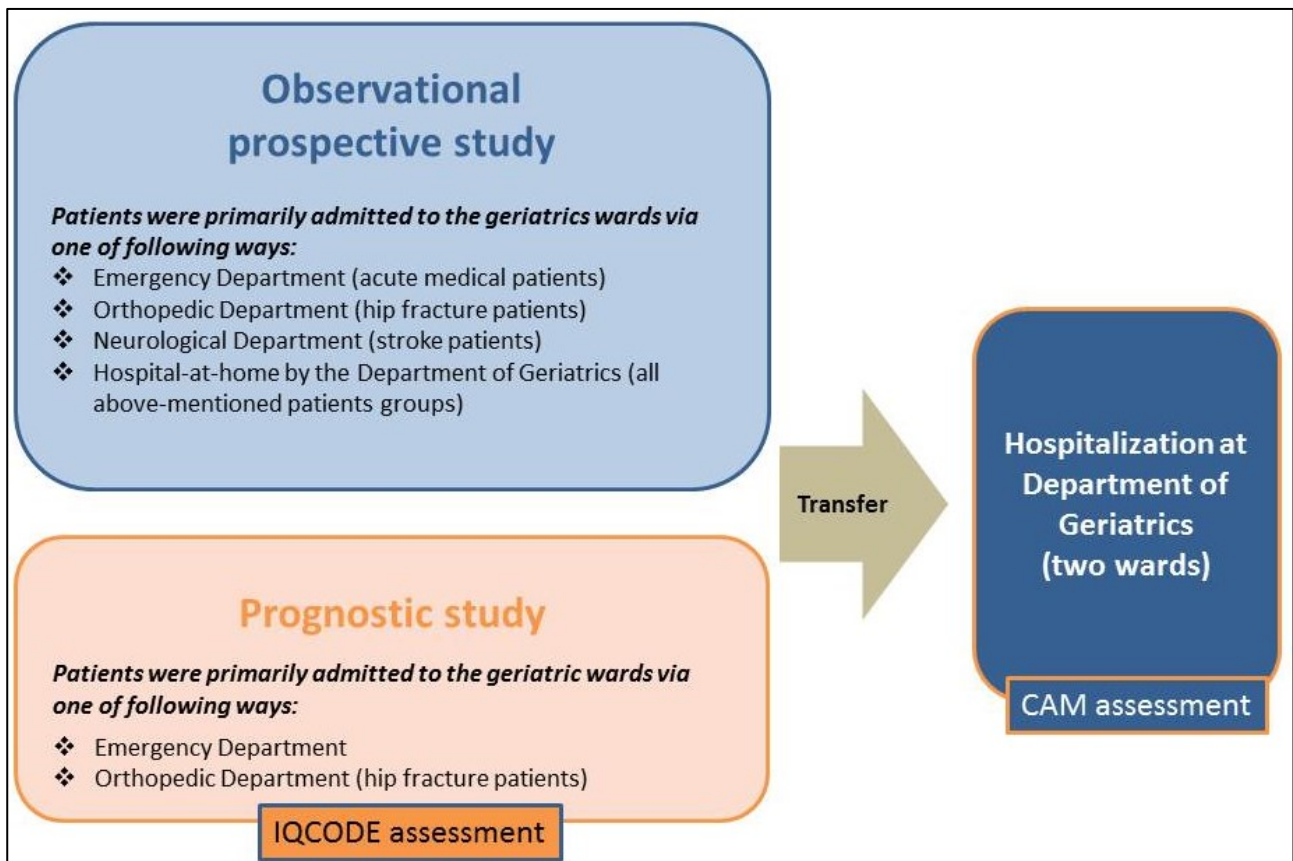 Observational
prospective study
Patients were primarily admitted to the geriatrics wards via
one of following ways:
❖ Emergency Department (acute medical patients)
❖ Orthopedic Department (hip fracture patients)
❖ Neurological Department (stroke patients)
❖ Hospital-at-home by the Department of Geriatrics (all
above-mentioned patients groups)
Prognostic study
Patients were primarily admitted to the geriatric wards via
one of following ways:
❖ Emergency Department
❖ Orthopedic Department (hip fracture patients)
IQCODE assessment
Transfer
Hospitalization at
Department of
Geriatrics
(two wards)
CAM assessment